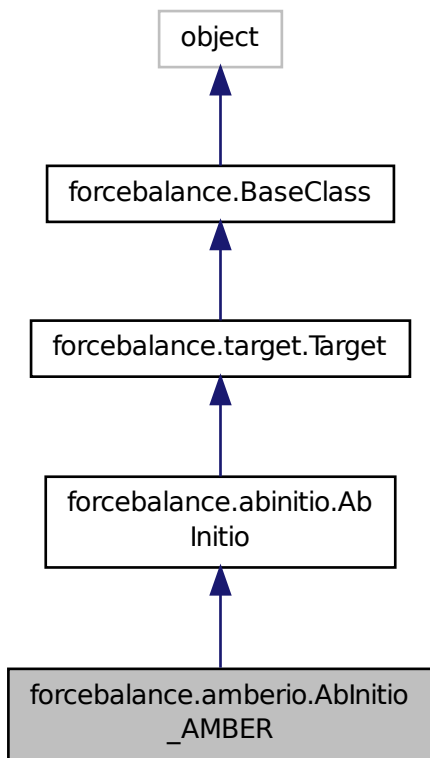 object
forcebalance.BaseClass
forcebalance.target.Target
forcebalance.abinitio.Ab
Initio
forcebalance.amberio.AbInitio
_AMBER